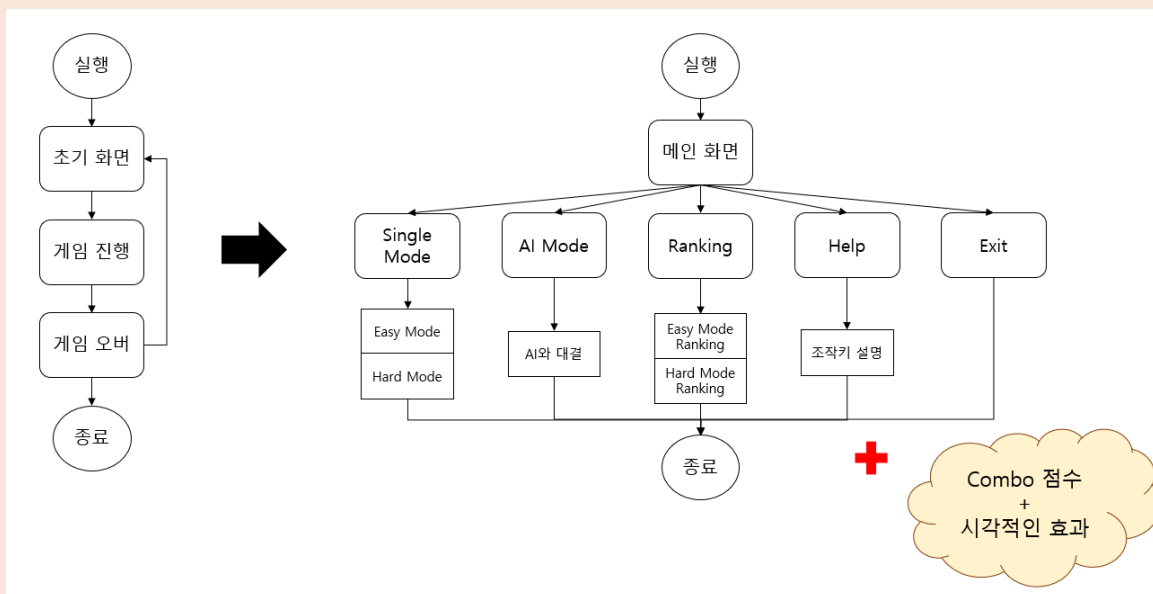 실행
초기 화면
게임 진행
게임 오버
종료
실행
메인 화면
Single
Mode
AI Mode
Ranking
Help
Exit
Easy Mode
Hard Mode
AI와 대결
Easy Mode
Ranking
Hard Mode
Ranking
조작키 설명
종료
Combo 점수
+
시각적인 효과